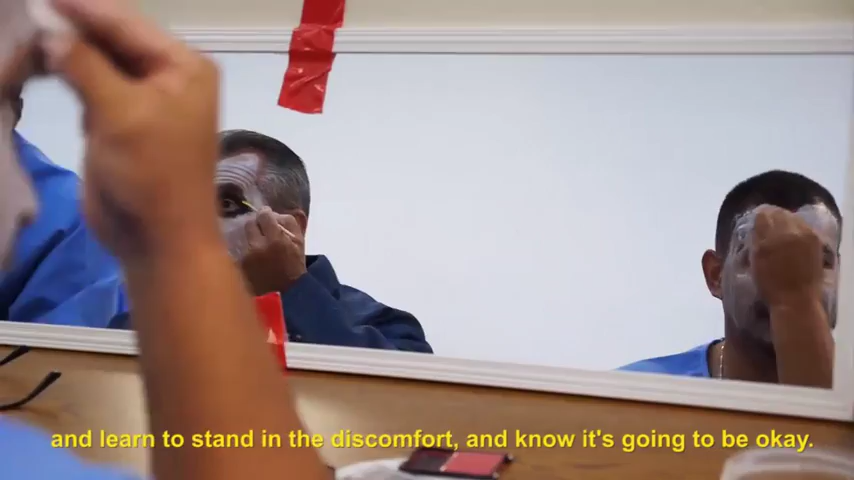 and learn to stand in the discomfort, and know it's going to be okay.